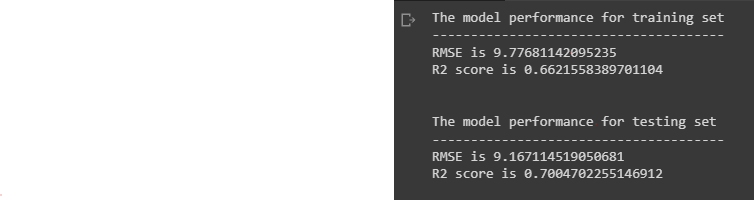 The model performance for training set
--------------------------------------
RMSE is 9.77681142095235
R2 score is 0.6621558389701104
The model performance for testing set
--------------------------------------
RMSE is 9.167114519050681
R2 score is 0.7004702255146912